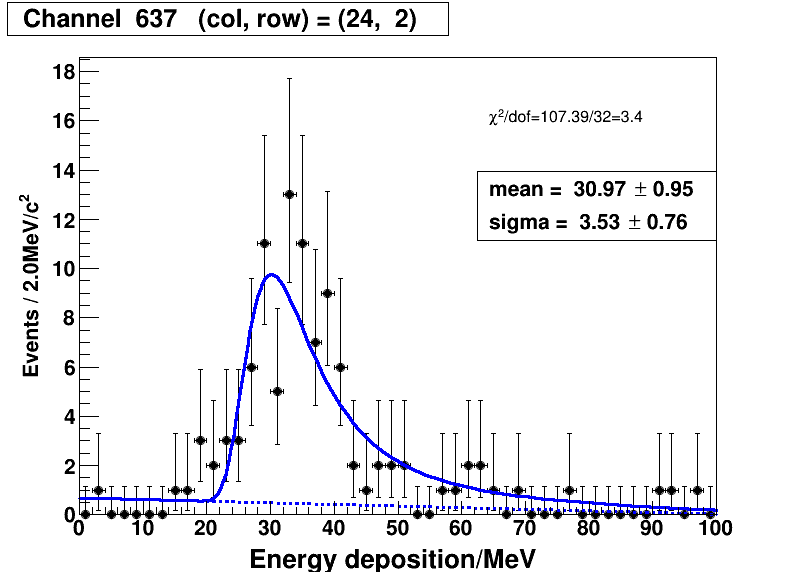 Channel 637 (col, row) = (24, 2)
χ²/dof=107.39/32=3.4
mean = 30.97 ± 0.95
sigma = 3.53 ± 0.76
Events / 2.0MeV/c²
18
16
14
12
10
8
6
4
2
0
0 10 20 30 40 50 60 70 80 90 100
Energy deposition/MeV